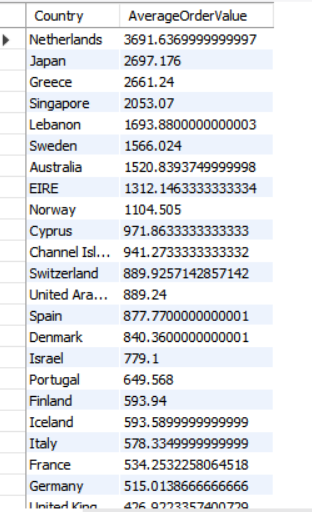 Country AverageOrderValue
Netherlands 3691.6369999999997
Japan 2697.176
Greece 2661.24
Singapore 2053.07
Lebanon 1693.8800000000003
Sweden 1566.024
Australia 1520.8393749999998
EIRE 1312.1463333333334
Norway 1104.505
Cyprus 971.8633333333333
Channel Isl... 941.2733333333332
Switzerland 889.9257142857142
United Ara... 889.24
Spain 877.7700000000001
Denmark 840.3600000000001
Israel 779.1
Portugal 649.568
Finland 593.94
Iceland 593.5899999999999
Italy 578.3349999999999
France 534.2532258064518
Germany 515.0138666666666
United King... 426.9223357400729